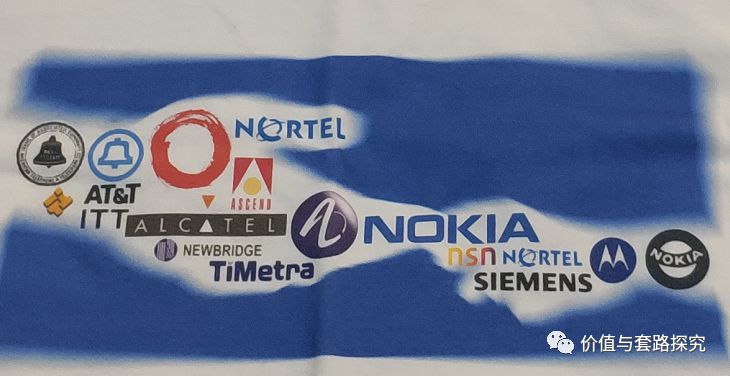 NORTEL
AT&T
ASCEND
ITT
ALCATEL
NOKIA
NEWBRIDGE
nsn NORTEL
NOKIA
TiMetra
SIEMENS
价值与套路探究